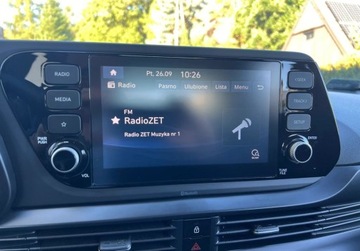 Pt, 26.09 10:26
Radio Pasmo Ulubione Lista Menu
FM
RadioZET
Radio ZET Muzyka nr 1
RADIO
MEDIA
PWR
PUSH
VOL
SEEK
TRACK
SETUP
ENTER
TUNE